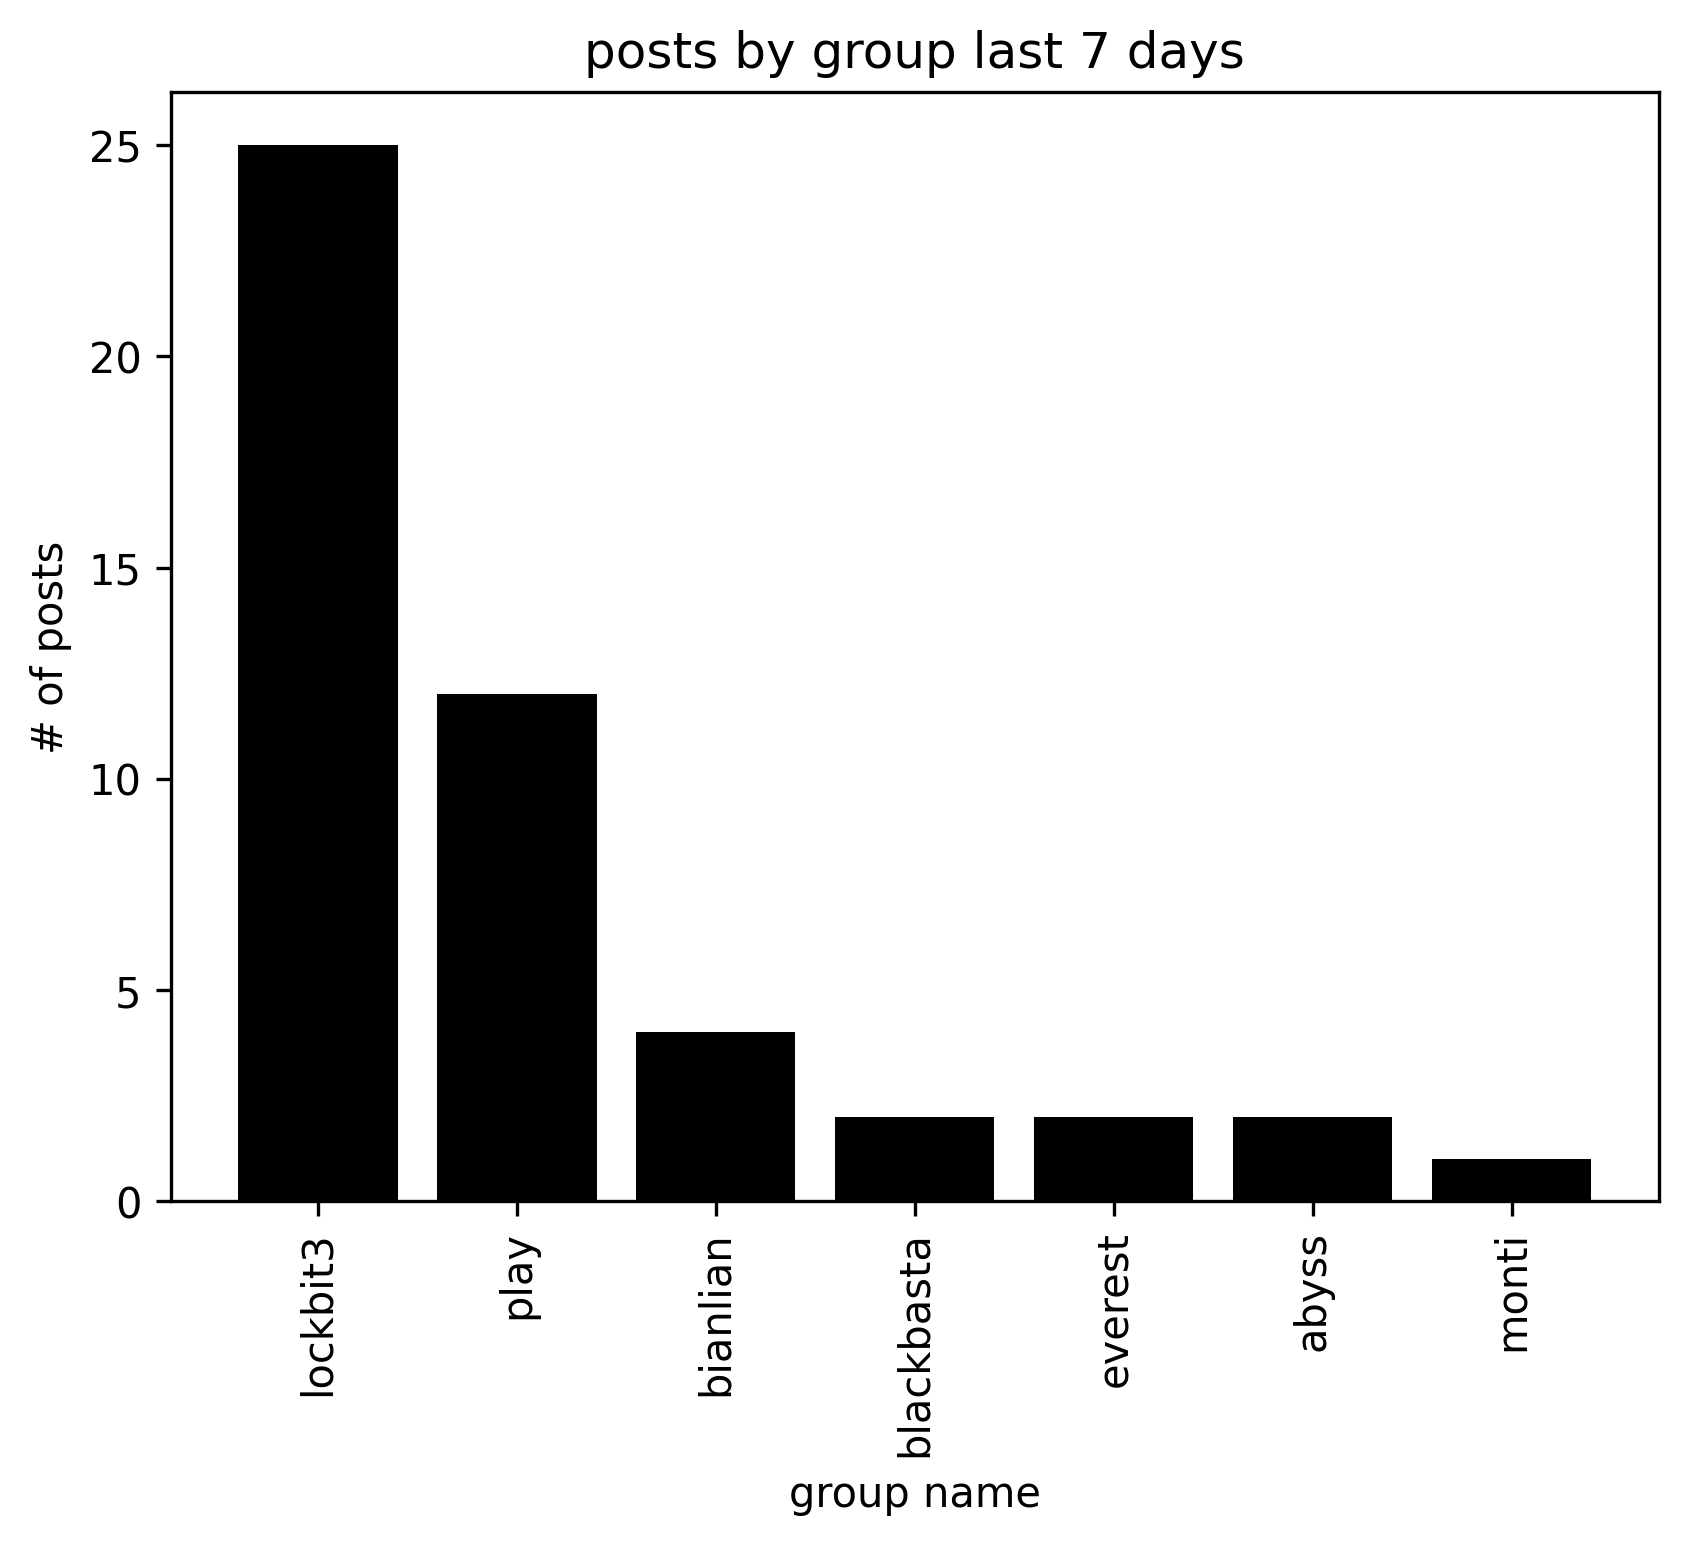 posts by group last 7 days
# of posts
25
20
15
10
5
0
lockbit3
play
bianlian
blackbasta
everest
abyss
monti
group name